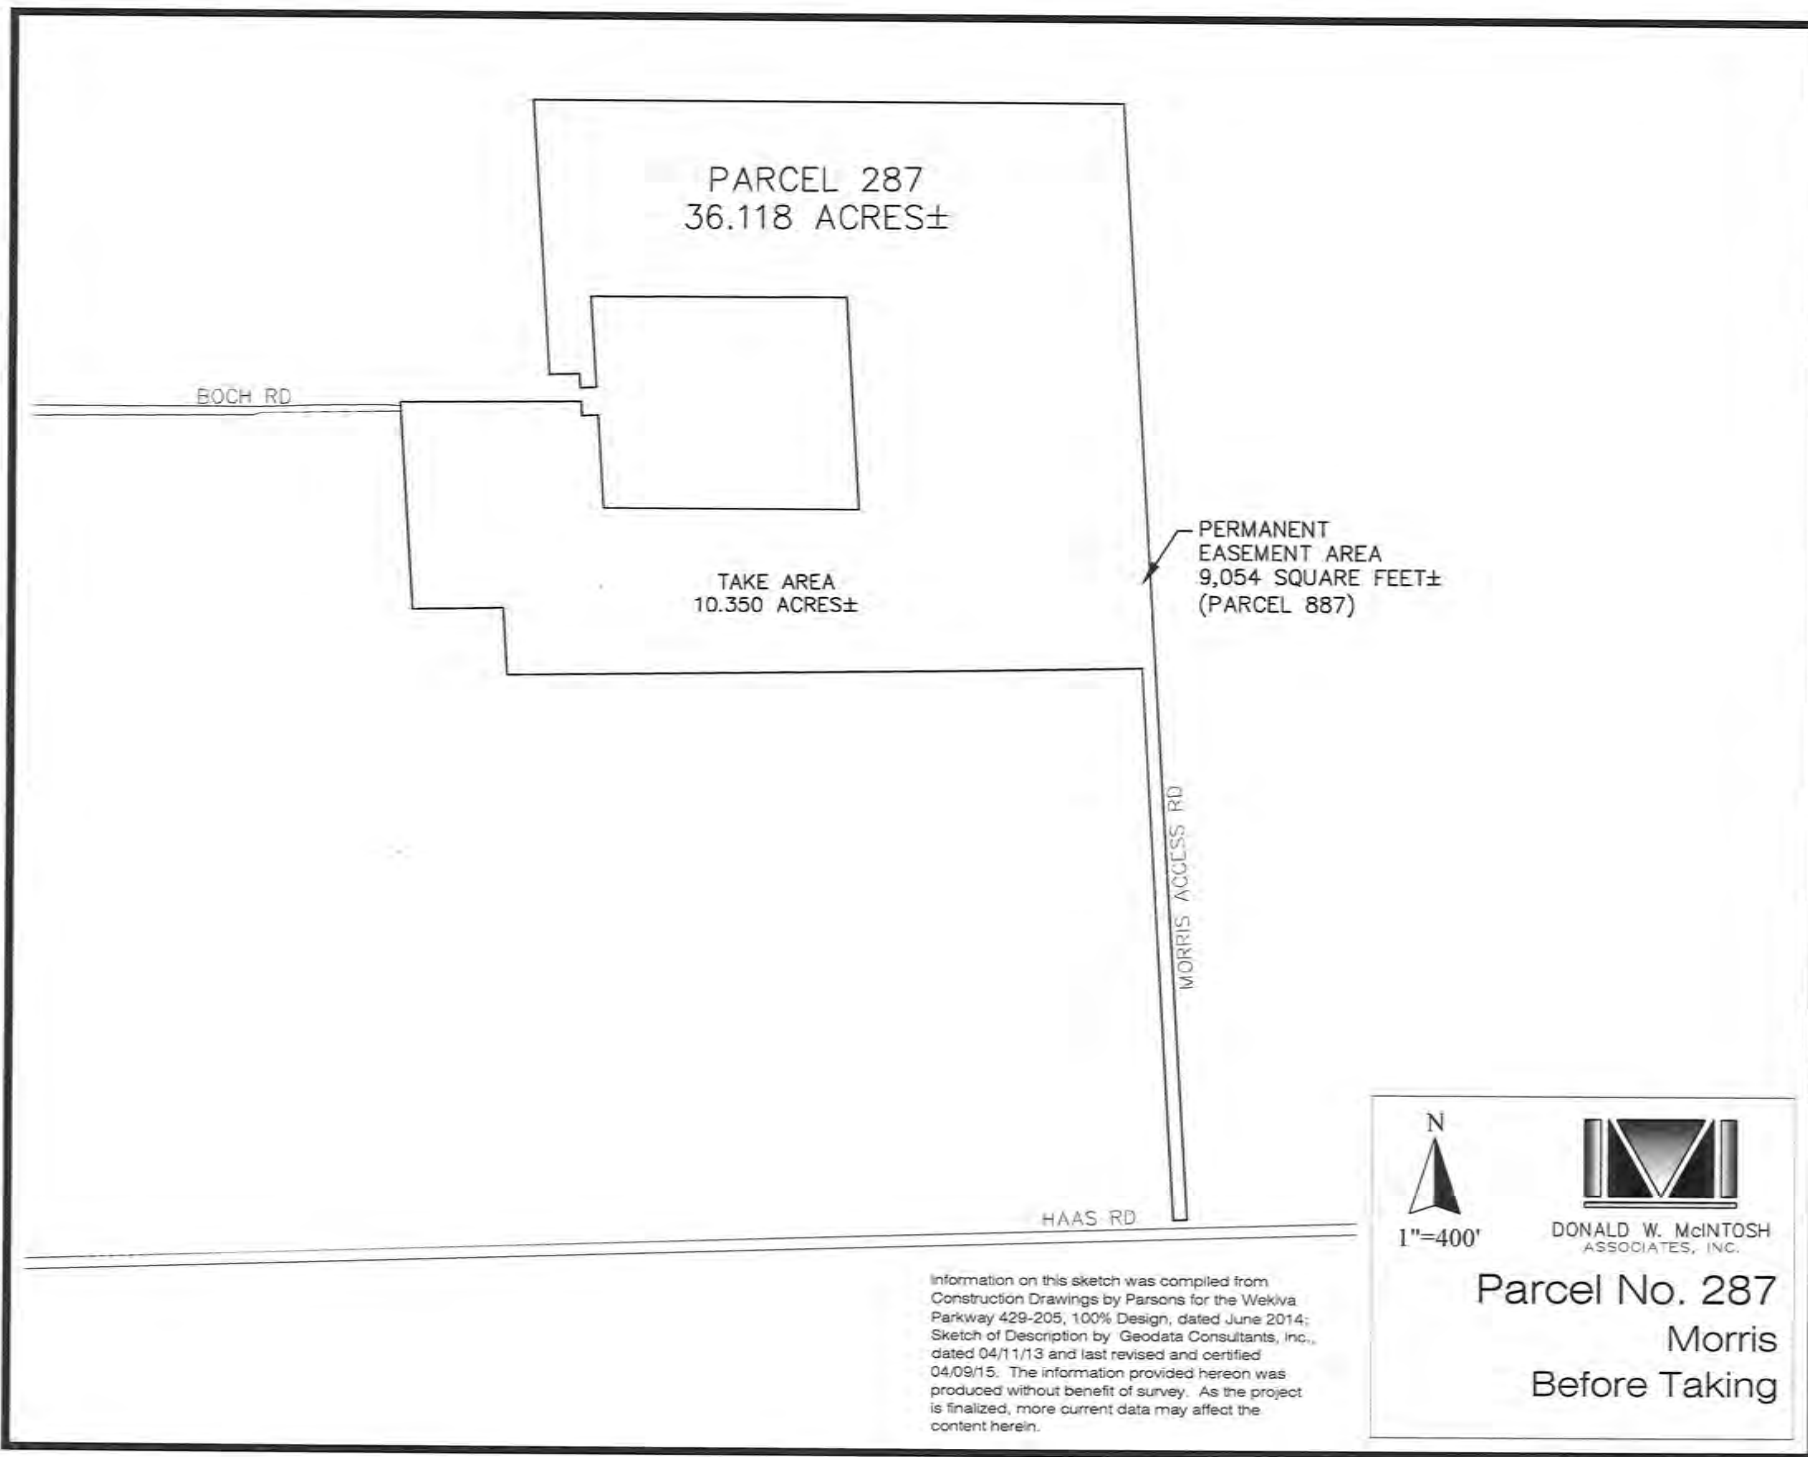 PARCEL 287
36.118 ACRES±
BOCH RD
TAKE AREA
10.350 ACRES±
PERMANENT
EASEMENT AREA
9,054 SQUARE FEET±
(PARCEL 887)
MORRIS ACCESS RD
HAAS RD
Information on this sketch was compiled from
Construction Drawings by Parsons for the Wekiva
Parkway 429-205, 100% Design, dated June 2014;
Sketch of Description by Geodata Consultants, Inc.,
dated 04/11/13 and last revised and certified
04/09/15. The information provided hereon was
produced without benefit of survey. As the project
is finalized, more current data may affect the
content herein.
N
1"=400'
DONALD W. McINTOSH
ASSOCIATES, INC.
Parcel No. 287
Morris
Before Taking